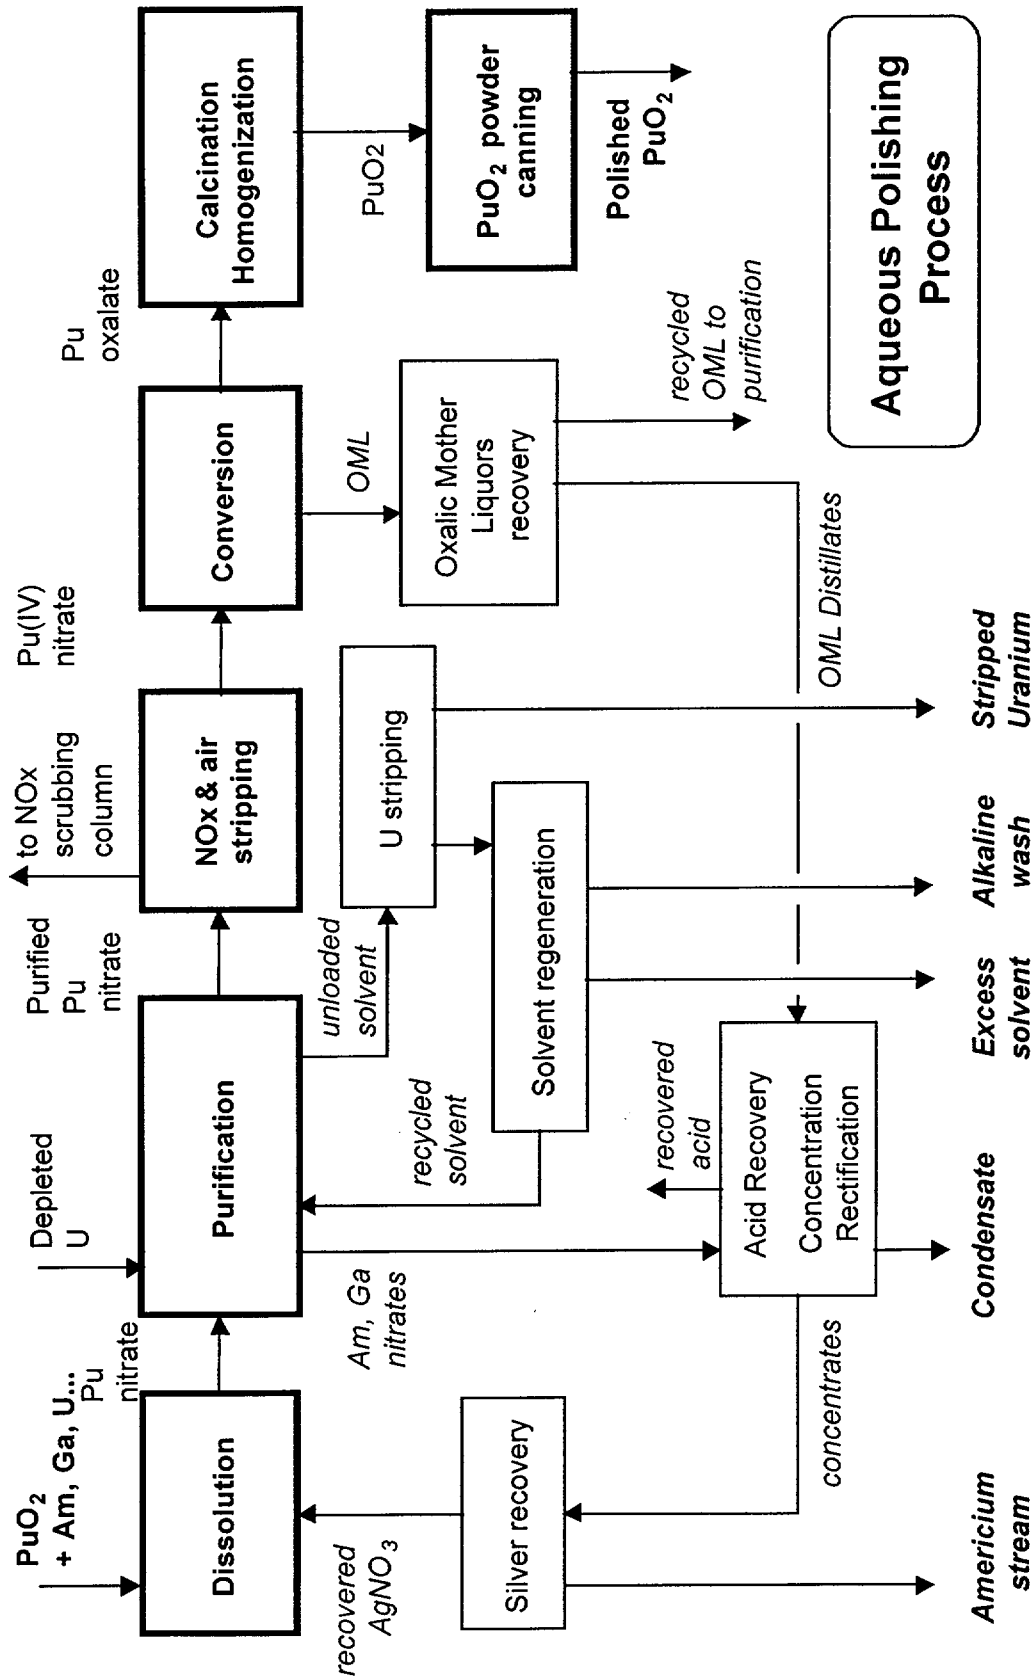 PuO2
+ Am, Ga, U...
Dissolution
Pu
nitrate
Depleted
U
Purification
Purified
Pu
nitrate
to NOx
scrubbing
column
NOx & air
stripping
Pu(IV)
nitrate
Conversion
Pu
oxalate
Calcination
Homogenization
PuO2
PuO2 powder
canning
Polished
PuO2
OML
Oxalic Mother
Liquors
recovery
recycled
OML to
purification
OML Distillates
unloaded
solvent
U stripping
Solvent regeneration
recycled
solvent
Am, Ga
nitrates
recovered
acid
Acid Recovery
Concentration
Rectification
concentrates
Silver recovery
recovered
AgNO3
Americium
stream
Condensate
Excess
solvent
Alkaline
wash
Stripped
Uranium
Aqueous Polishing
Process